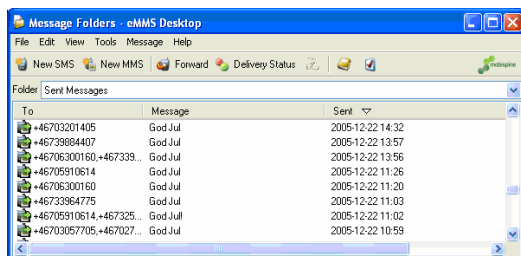 Message Folders - eMMS Desktop
File Edit View Tools Message Help
New SMS New MMS Forward Delivery Status mobispine
Folder Sent Messages
To Message Sent
+46703201405 God Jul 2005-12-22 14:32
+46739884407 God Jul 2005-12-22 13:57
+46706300160,+467339... God Jul 2005-12-22 13:56
+46705910614 God Jul 2005-12-22 11:26
+46706300160 God Jul 2005-12-22 11:20
+46733964775 God Jul 2005-12-22 11:03
+46705910614,+467325... God Jul! 2005-12-22 11:02
+46703057705,+467027... God Jul 2005-12-22 10:59